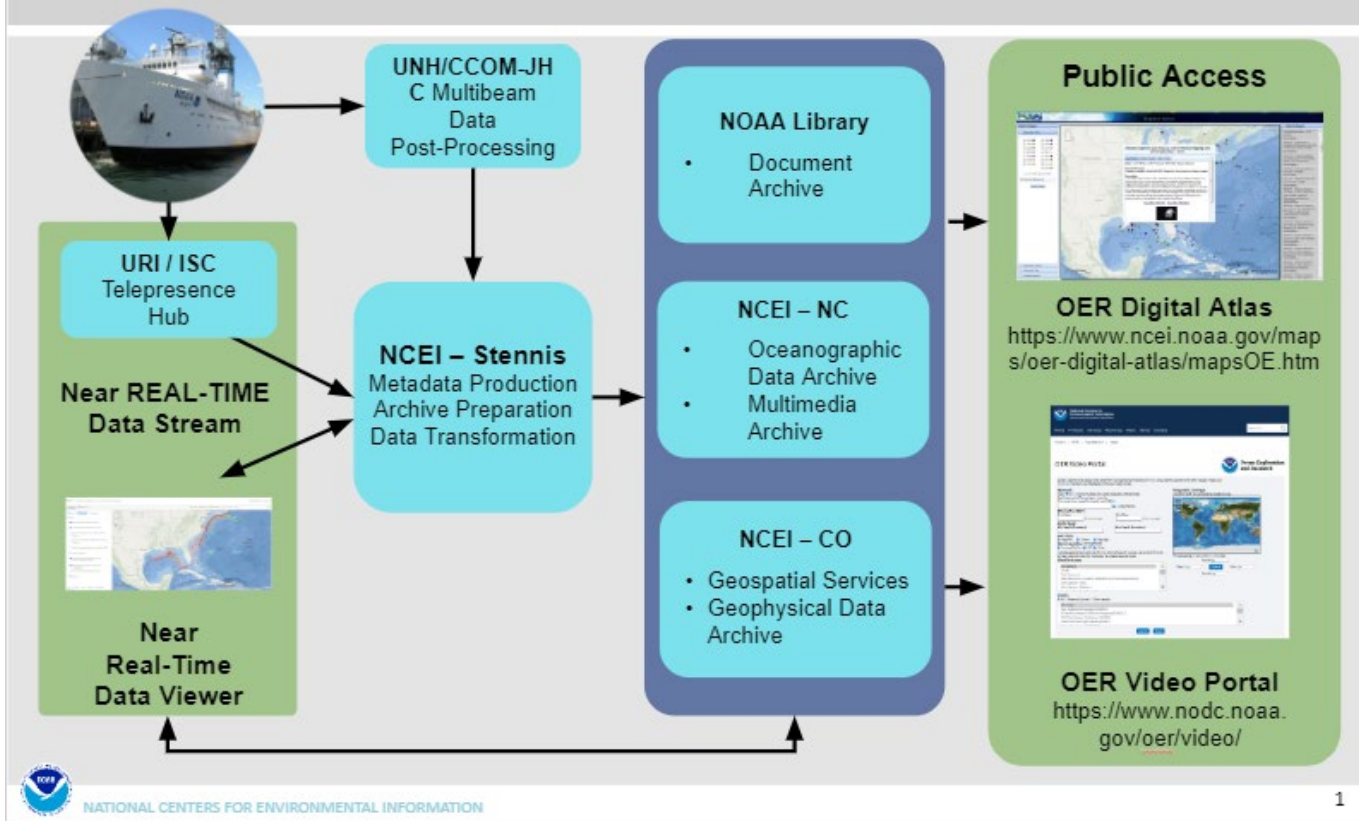 UNH/CCOM-JH
C Multibeam
Data
Post-Processing
URI / ISC
Telepresence
Hub
Near REAL-TIME
Data Stream
Near
Real-Time
Data Viewer
NCEI – Stennis
Metadata Production
Archive Preparation
Data Transformation
NOAA Library
• Document
Archive
NCEI – NC
• Oceanographic
Data Archive
• Multimedia
Archive
NCEI – CO
• Geospatial Services
• Geophysical Data
Archive
Public Access
OER Digital Atlas
https://www.ncei.noaa.gov/map
s/oer-digital-atlas/mapsOE.htm
OER Video Portal
OER Video Portal
https://www.nodc.noaa.
gov/oer/video/
NOAA
NATIONAL CENTERS FOR ENVIRONMENTAL INFORMATION
1